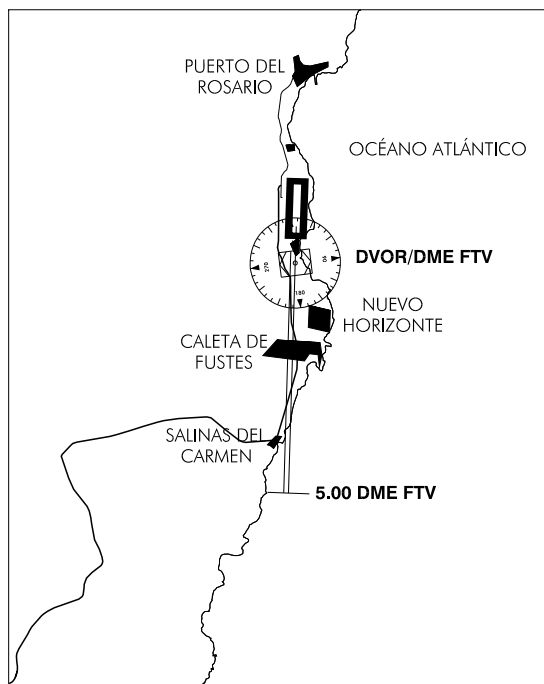 PUERTO DEL
ROSARIO
OCÉANO ATLÁNTICO
DVOR/DME FTV
270
90
180
NUEVO
HORIZONTE
CALETA DE
FUSTES
SALINAS DEL
CARMEN
5.00 DME FTV